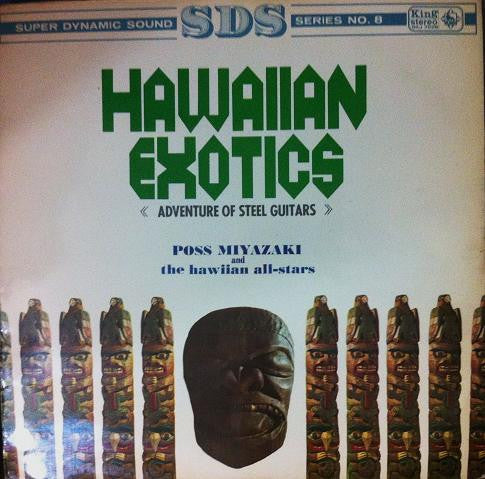 SUPER DYNAMIC SOUND SDS SERIES NO. 8
King
stereo
HAWAIIAN
EXOTICS
《 ADVENTURE OF STEEL GUITARS 》
POSS MIYAZAKI
and
the hawiian all-stars